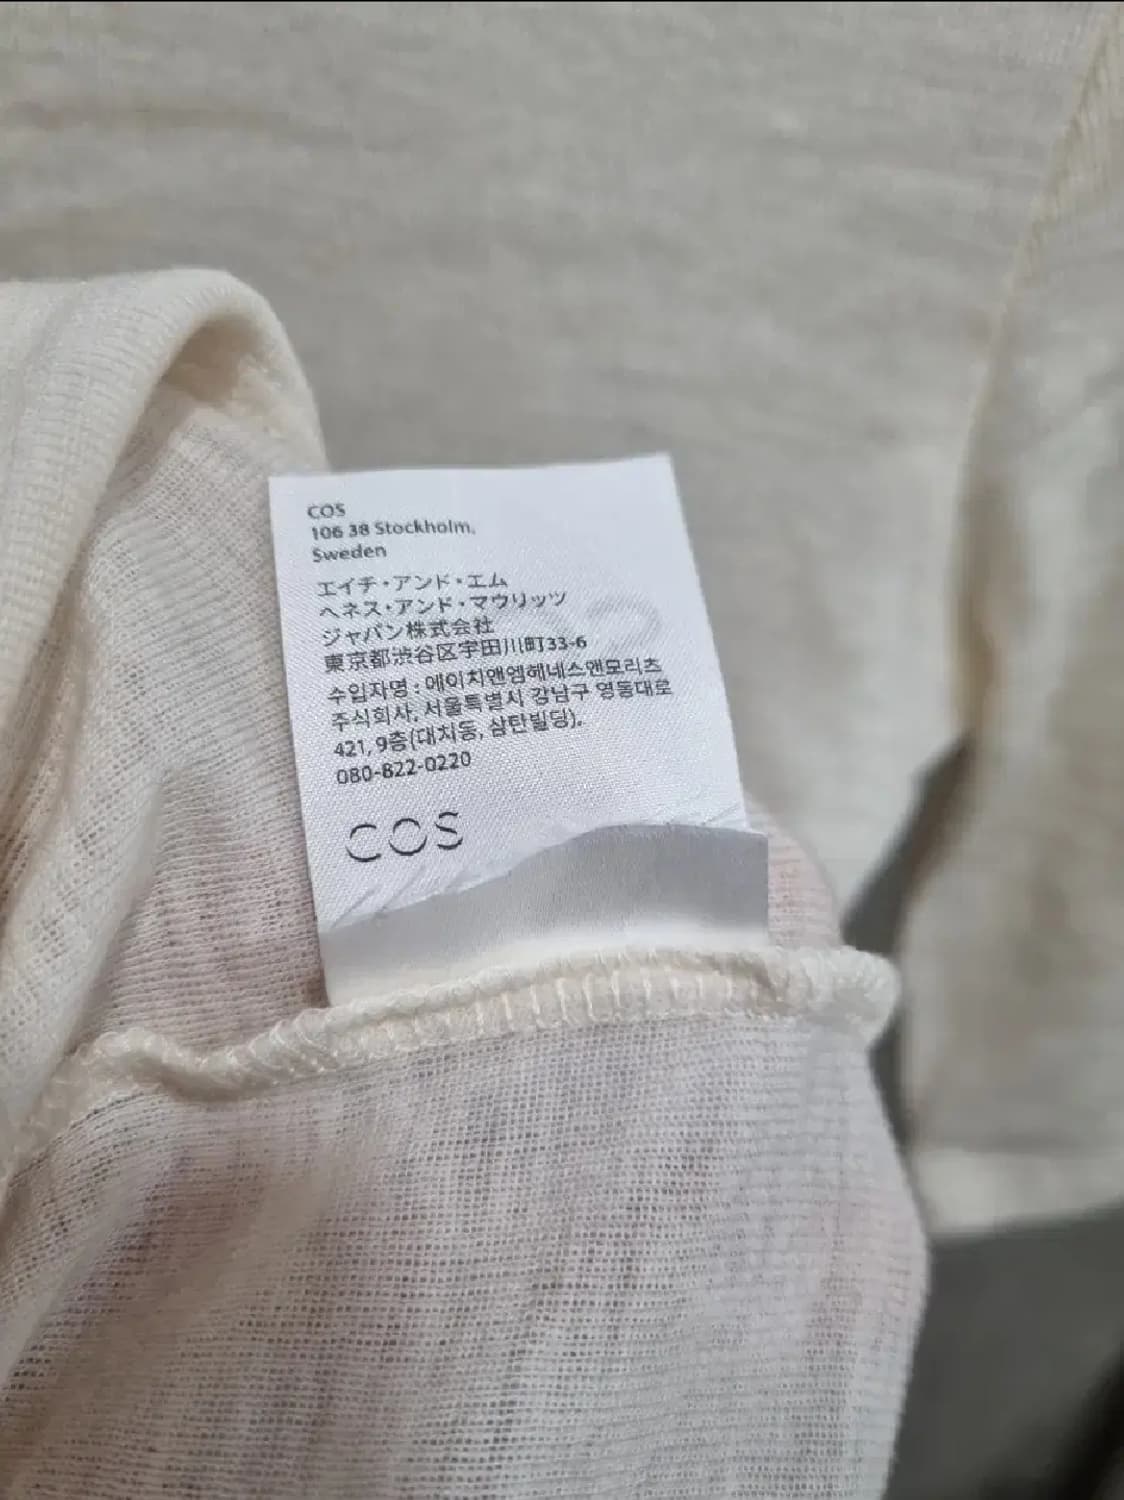 COS
106 38 Stockholm,
Sweden
エイチ・アンド・エム
ヘネス・アンド・マウリッツ
ジャパン株式会社
東京都渋谷区宇田川町33-6
수입자명 : 에이치앤엠헤네스앤모리츠
주식회사, 서울특별시 강남구 영동대로
421, 9층(대치동, 삼탄빌딩),
080-822-0220
COS